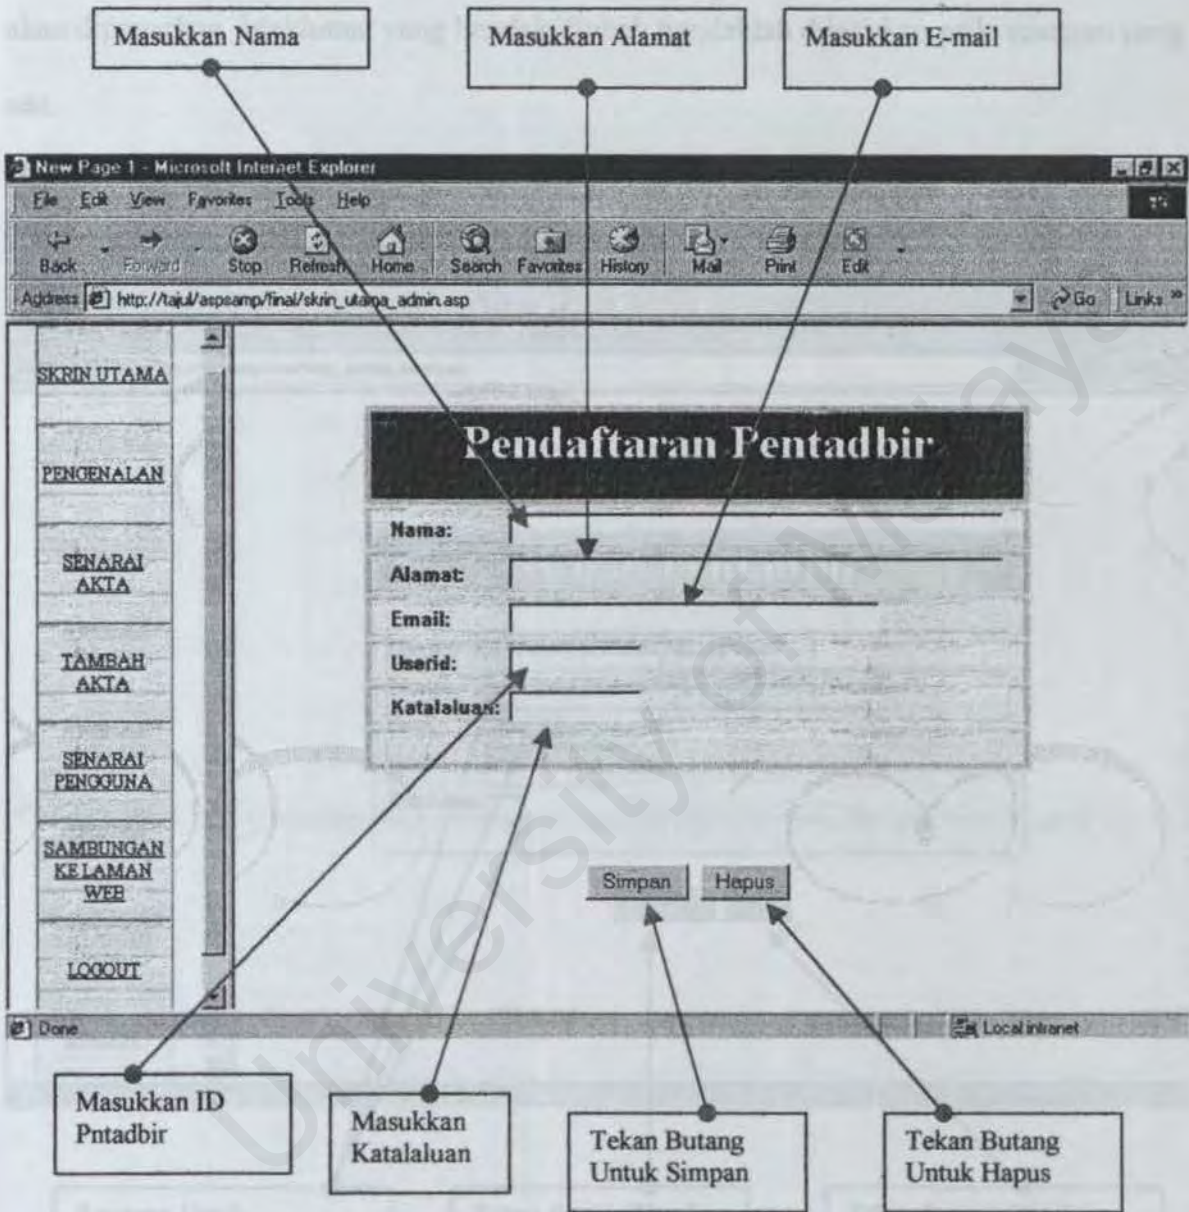 Masukkan Nama
Masukkan Alamat
Masukkan E-mail
New Page 1 - Microsoft Internet Explorer
File Edit View Favorites Tools Help
Back Forward Stop Refresh Home Search Favorites History Mail Print Edit
Address http://tajul/aspsamp/final/skrin_utama_admin.asp Go Links »
SKRIN UTAMA
PENGENALAN
SENARAI
AKTA
TAMBAH
AKTA
SENARAI
PENGGUNA
SAMBUNGAN
KE LAMAN
WEB
LOGOUT
Pendaftaran Pentadbir
Nama:
Alamat:
Email:
Userid:
Katalaluan:
Simpan Hapus
Done Local intranet
Masukkan ID
Pntadbir
Masukkan
Katalaluan
Tekan Butang
Untuk Simpan
Tekan Butang
Untuk Hapus
University of Malaya